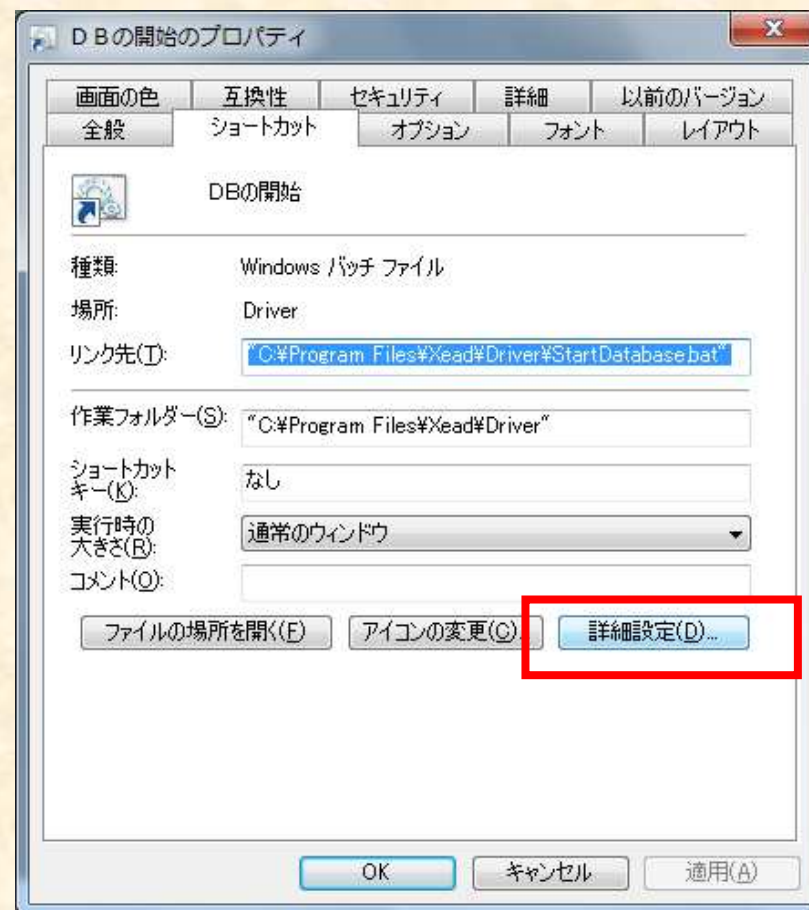 DBの開始のプロパティ
画面の色 互換性 セキュリティ 詳細 以前のバージョン
全般 ショートカット オプション フォント レイアウト
DBの開始
種類: Windows バッチ ファイル
場所: Driver
リンク先(T): "C:¥Program Files¥Xead¥Driver¥StartDatabase.bat"
作業フォルダー(S): "C:¥Program Files¥Xead¥Driver"
ショートカット
キー(K): なし
実行時の
大きさ(R): 通常のウィンドウ
コメント(O):
ファイルの場所を開く(F) アイコンの変更(C)... 詳細設定(D)...
OK キャンセル 適用(A)